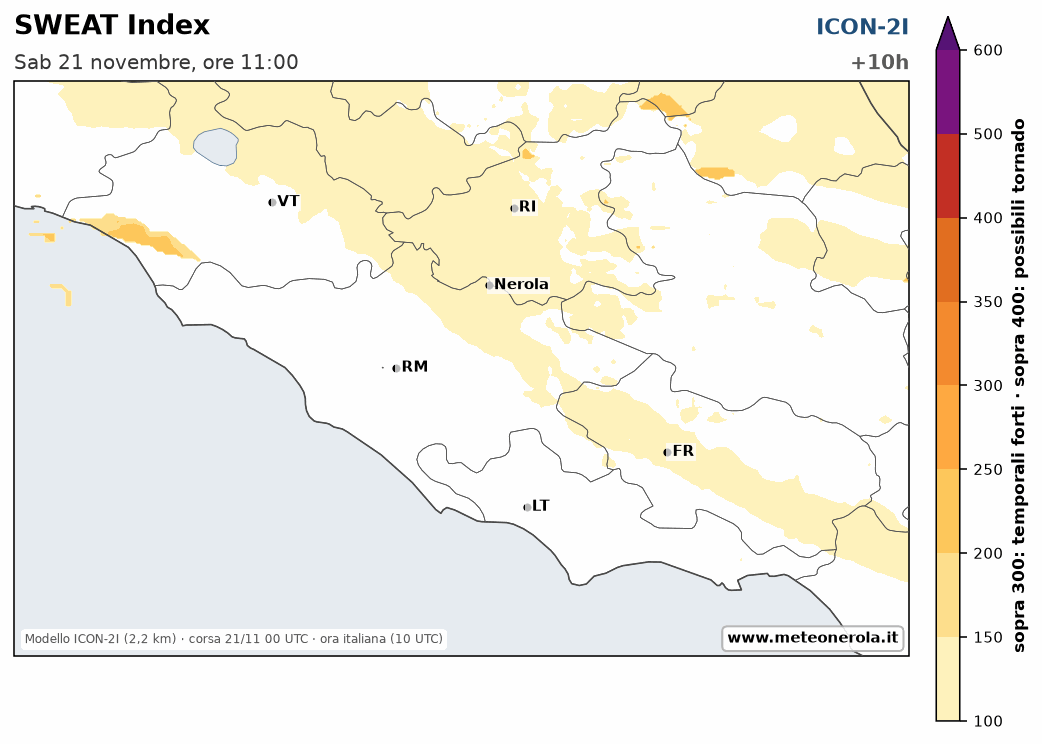 SWEAT Index
ICON-2I
Sab 21 novembre, ore 11:00
+10h
VT
RI
Nerola
RM
FR
LT
Modello ICON-2I (2,2 km) · corsa 21/11 00 UTC · ora italiana (10 UTC)
www.meteonerola.it
600
500
400
350
300
250
200
150
100
sopra 300: temporali forti · sopra 400: possibili tornado